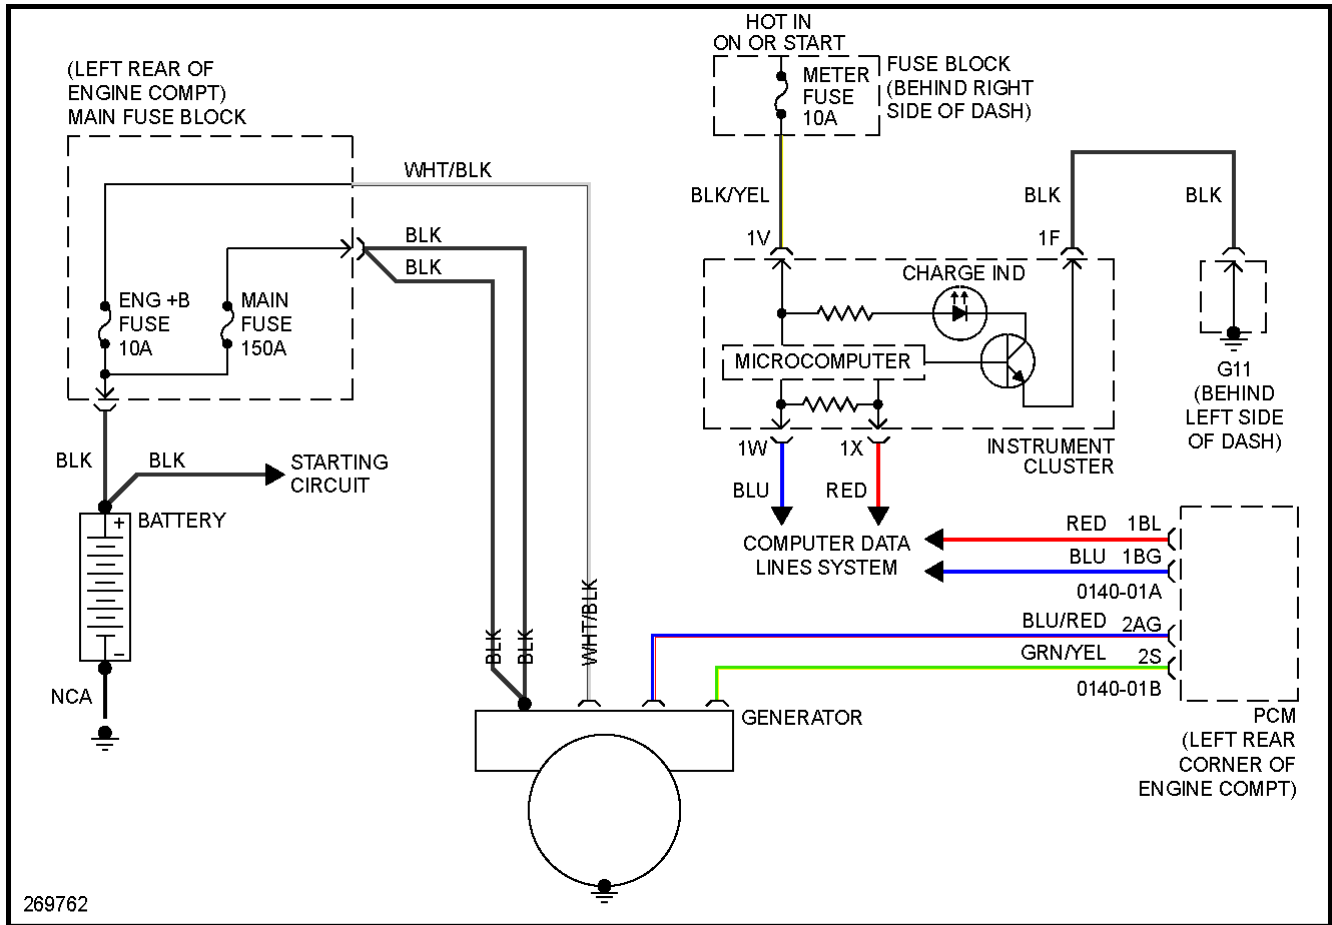 HOT IN
ON OR START
(LEFT REAR OF
ENGINE COMPT)
MAIN FUSE BLOCK
METER
FUSE
10A
FUSE BLOCK
(BEHIND RIGHT
SIDE OF DASH)
WHT/BLK
BLK/YEL
BLK
BLK
BLK
BLK
1V
1F
CHARGE IND
ENG +B
FUSE
10A
MAIN
FUSE
150A
MICROCOMPUTER
G11
(BEHIND
LEFT SIDE
OF DASH)
1W
1X
INSTRUMENT
CLUSTER
BLK
BLK
STARTING
CIRCUIT
BLU
RED
BATTERY
+
−
COMPUTER DATA
LINES SYSTEM
RED 1BL
BLU 1BG
0140-01A
BLU/RED 2AG
GRN/YEL 2S
0140-01B
BLK
BLK
WHT/BLK
NCA
GENERATOR
PCM
(LEFT REAR
CORNER OF
ENGINE COMPT)
269762